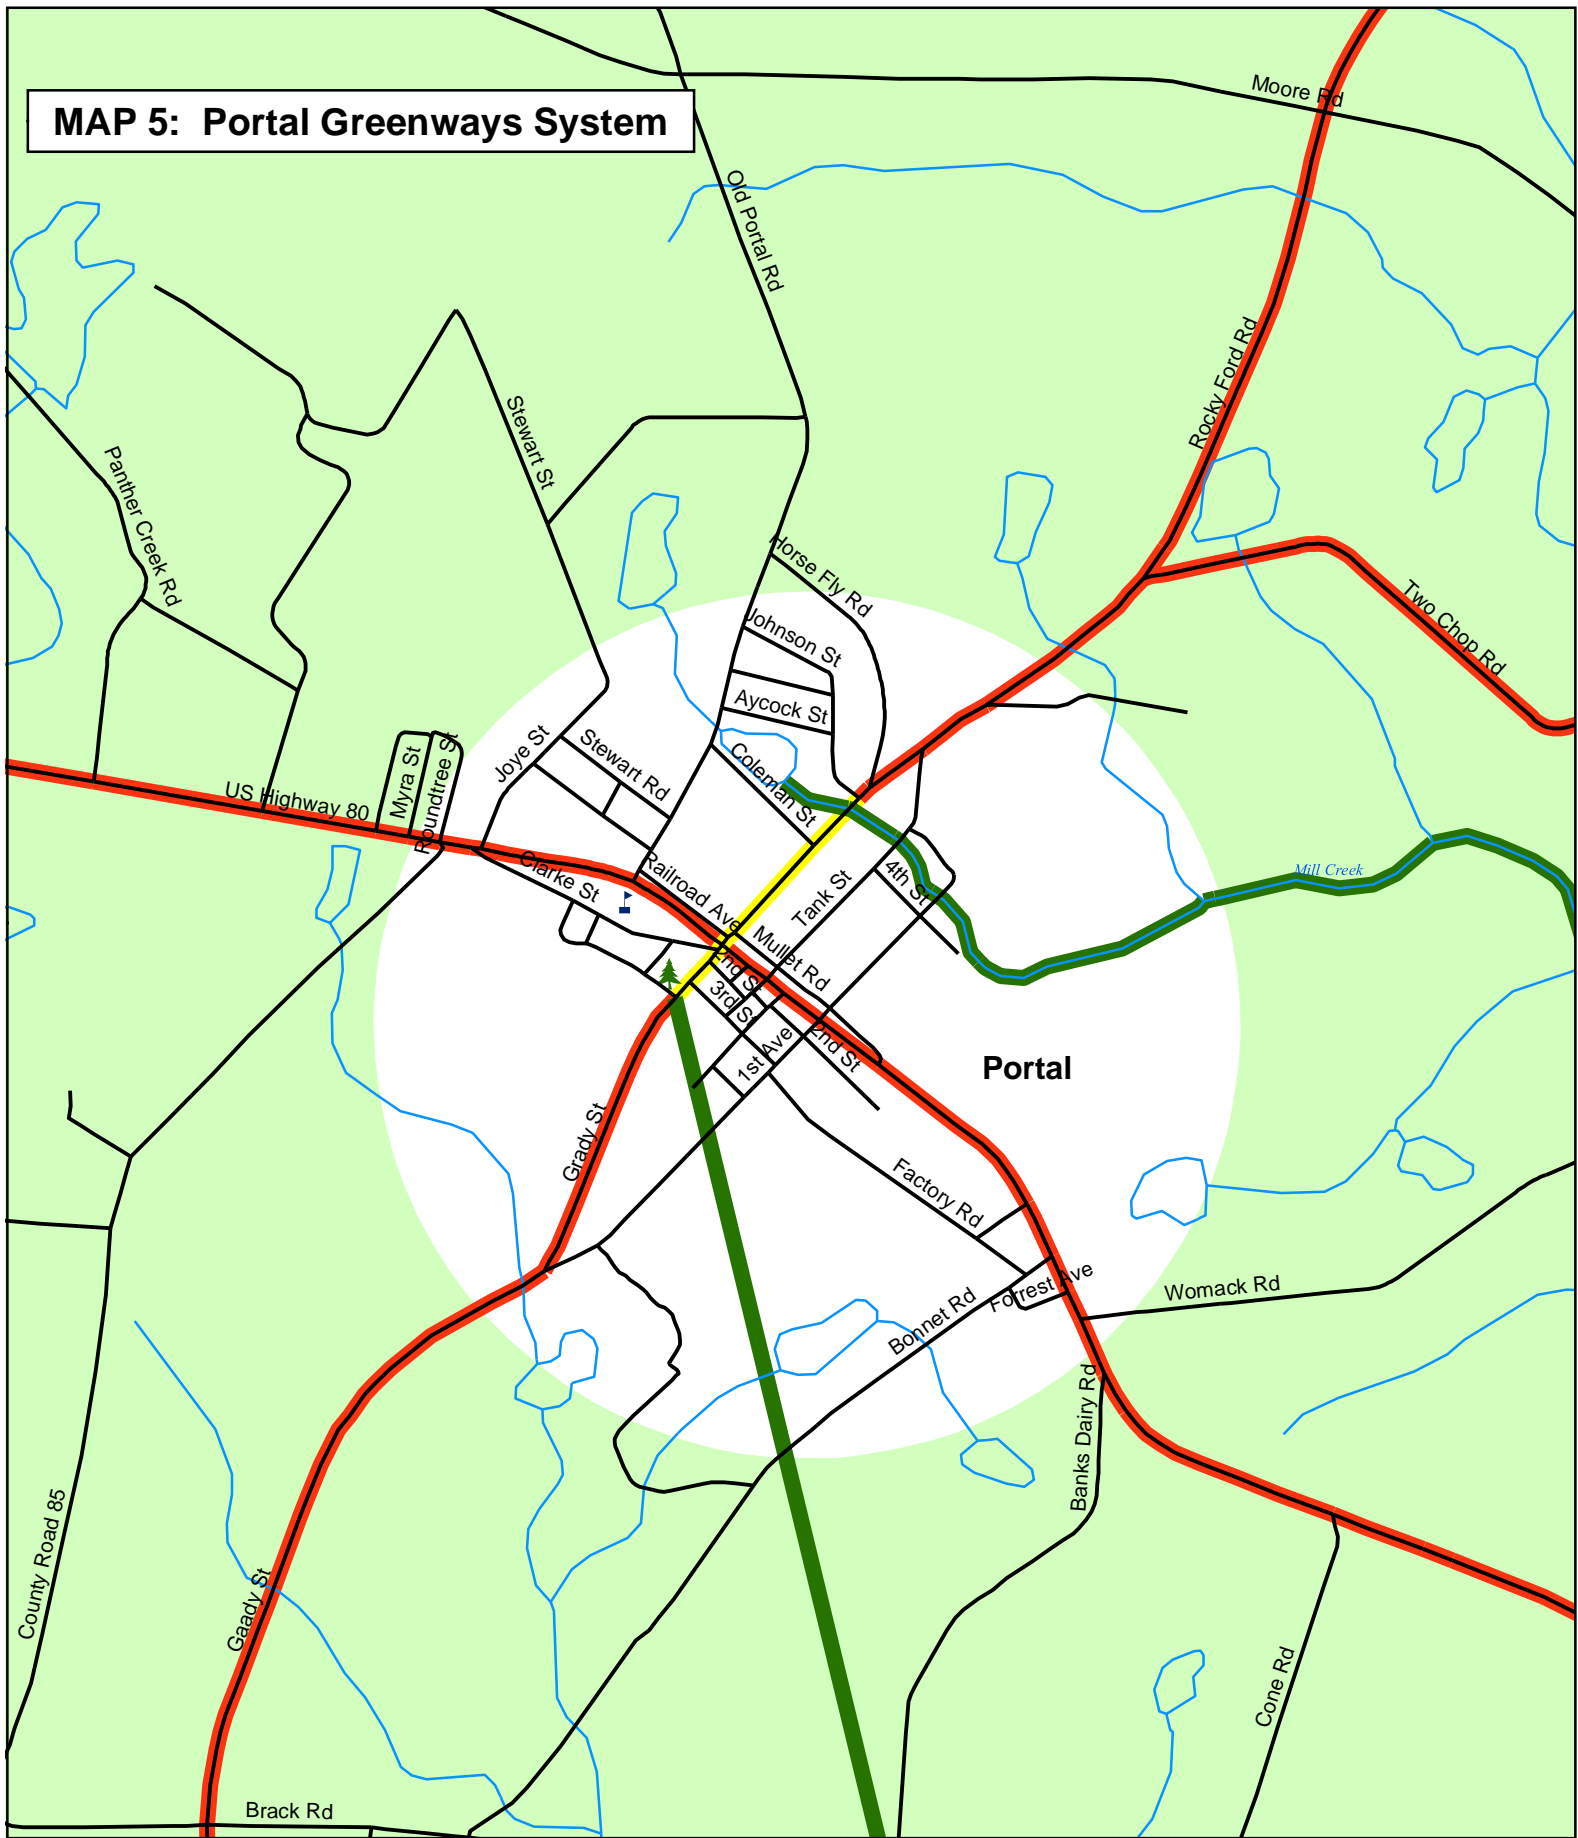 Moore Rd
MAP 5: Portal Greenways System
Old Portal Rd
Rocky Ford Rd
Stewart St
Panther Creek Rd
Horse Fly Rd
Two Chop Rd
Johnson St
Aycock St
Joye St
Stewart Rd
Coleman St
Myra St
Roundtree St
US Highway 80
Clarke St
Railroad Ave
Tank St
4th St
Mill Creek
Mullet Rd
2nd St
3rd St
2nd St
1st Ave
Portal
Grady St
Factory Rd
Forrest Ave
Womack Rd
Bonnet Rd
Banks Dairy Rd
County Road 85
Gaady St
Cone Rd
Brack Rd